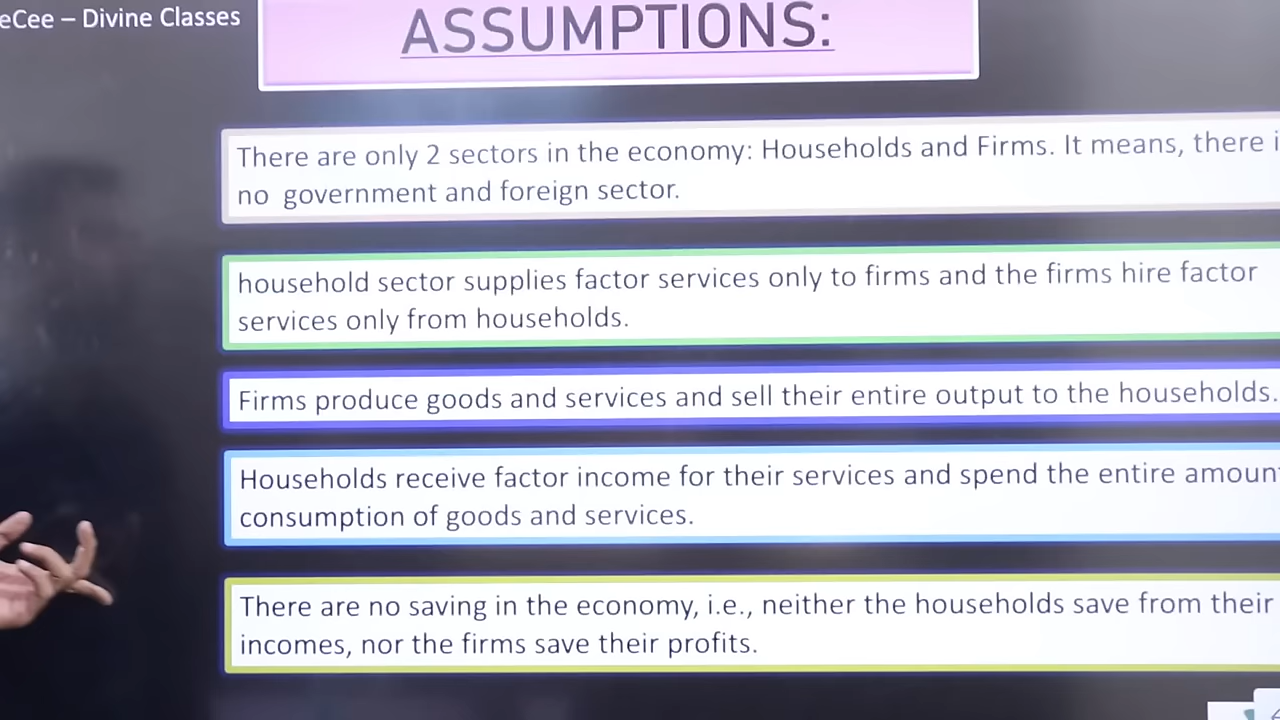 eCee – Divine Classes
ASSUMPTIONS:
There are only 2 sectors in the economy: Households and Firms. It means, there i
no government and foreign sector.
household sector supplies factor services only to firms and the firms hire factor
services only from households.
Firms produce goods and services and sell their entire output to the households.
Households receive factor income for their services and spend the entire amoun
consumption of goods and services.
There are no saving in the economy, i.e., neither the households save from their
incomes, nor the firms save their profits.